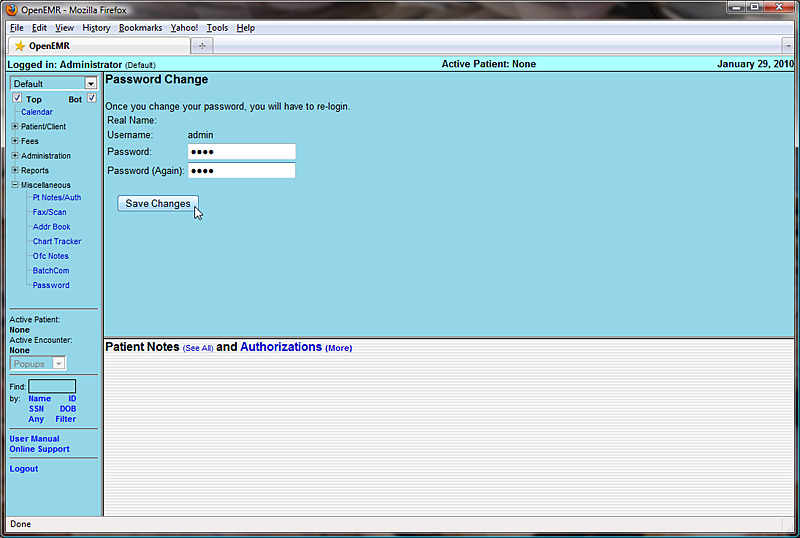 OpenEMR - Mozilla Firefox
File Edit View History Bookmarks Yahoo! Tools Help
OpenEMR
Logged in: Administrator (Default) Active Patient: None January 29, 2010
Default
Top Bot
Calendar
Patient/Client
Fees
Administration
Reports
Miscellaneous
Pt Notes/Auth
Fax/Scan
Addr Book
Chart Tracker
Ofc Notes
BatchCom
Password
Active Patient:
None
Active Encounter:
None
Popups
Find:
by: Name ID
SSN DOB
Any Filter
User Manual
Online Support
Logout
Password Change
Once you change your password, you will have to re-login.
Real Name:
Username: admin
Password: ●●●●
Password (Again): ●●●●
Save Changes
Patient Notes (See All) and Authorizations (More)
Done